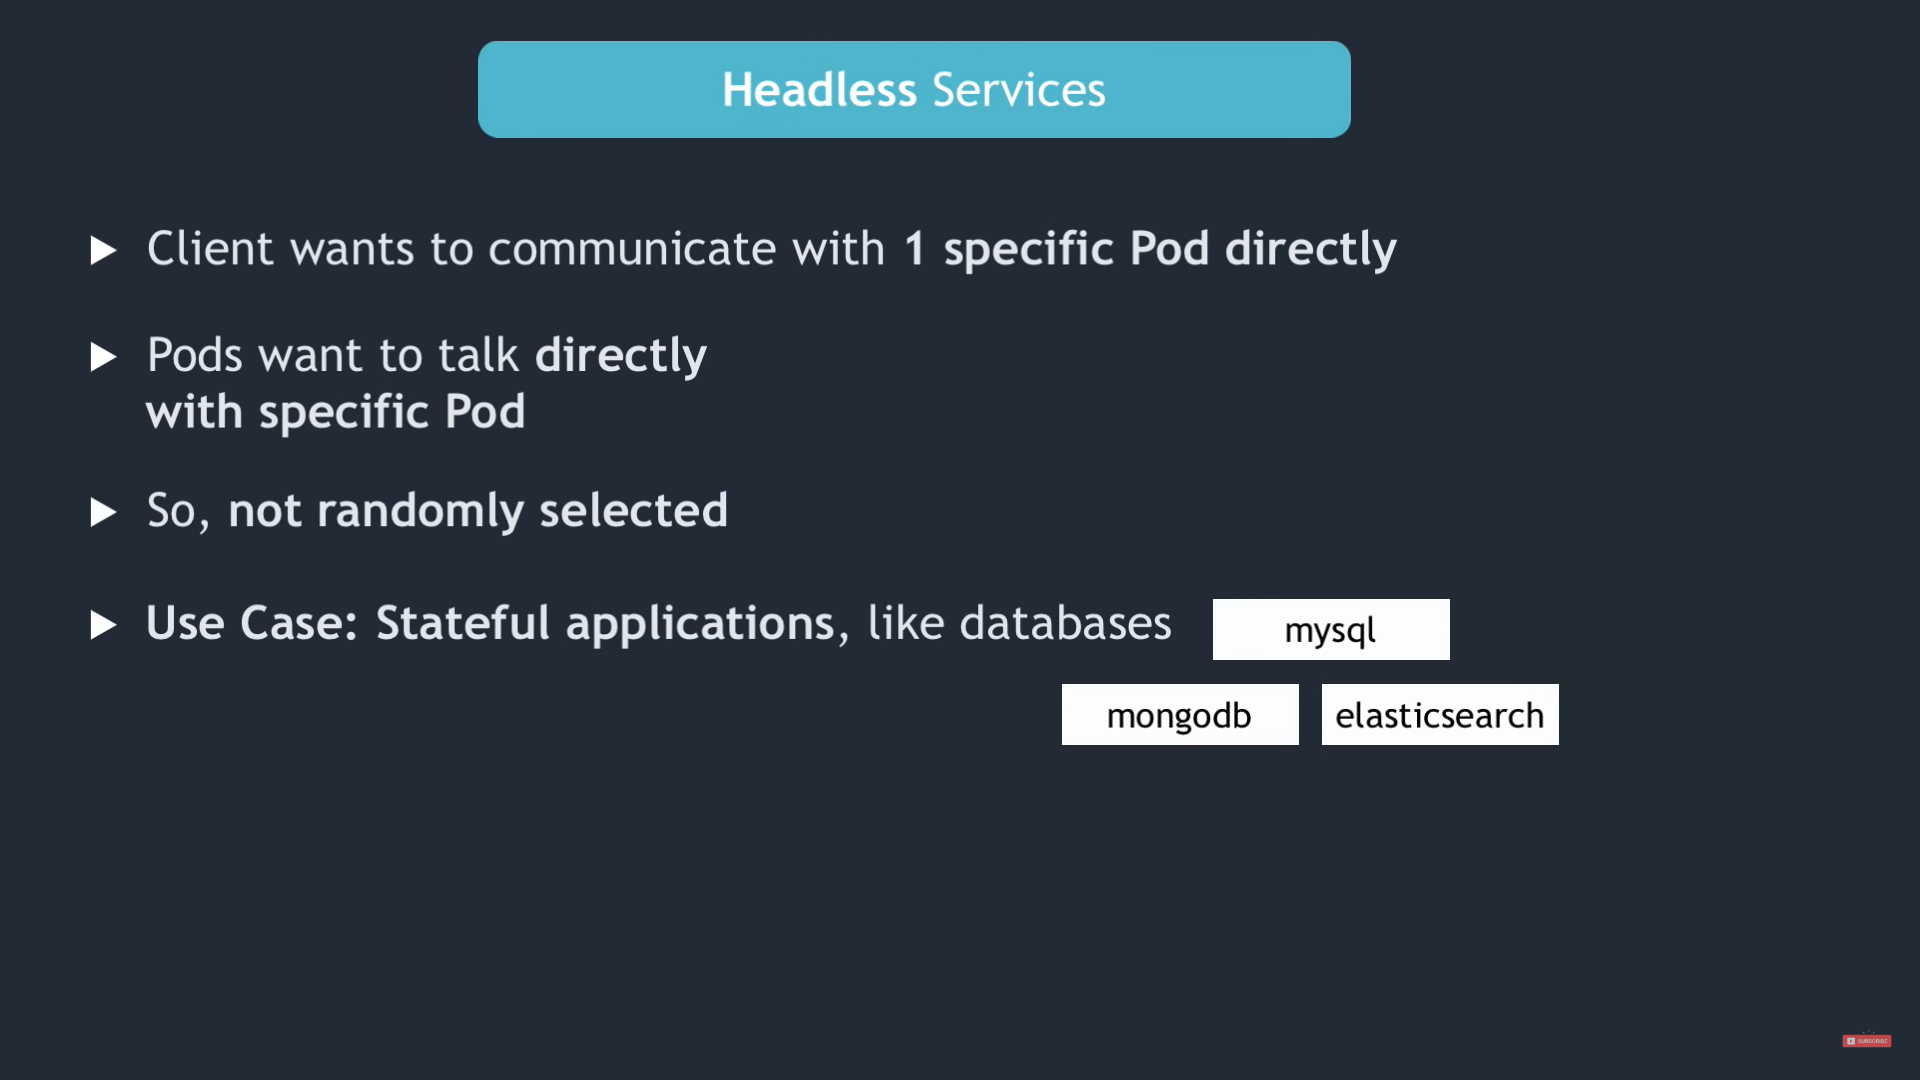 Headless Services
Client wants to communicate with 1 specific Pod directly
Pods want to talk directly
with specific Pod
So, not randomly selected
Use Case: Stateful applications, like databases
mysql
mongodb
elasticsearch
SUBSCRIBE